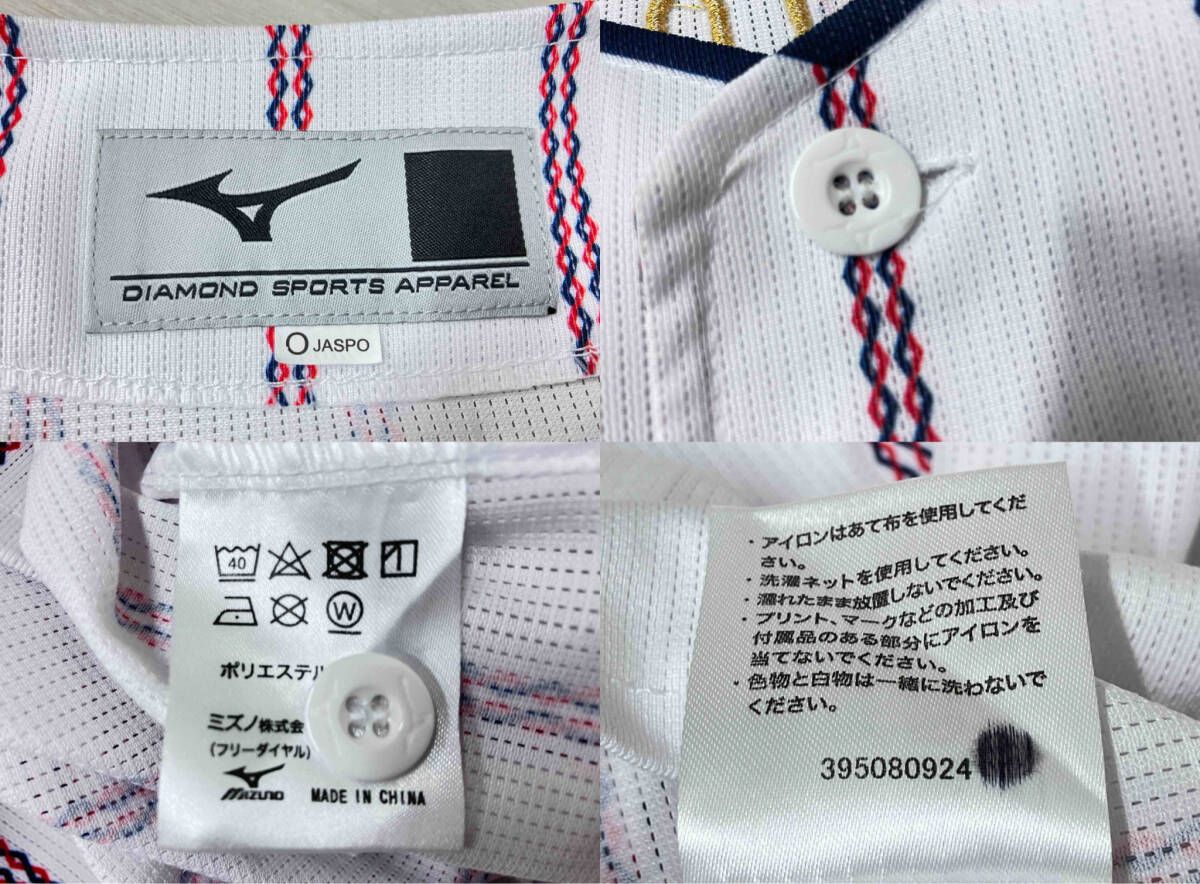 DIAMOND SPORTS APPAREL
O JASPO
40
W
ポリエステル
ミズノ株式会
(フリーダイヤル)
MIZUNO MADE IN CHINA
・アイロンはあて布を使用してくだ
さい。
・洗濯ネットを使用してください。
・濡れたまま放置しないでください。
・プリント、マークなどの加工及び
付属品のある部分にアイロンを
当てないでください。
・色物と白物は一緒に洗わないで
ください。
395080924